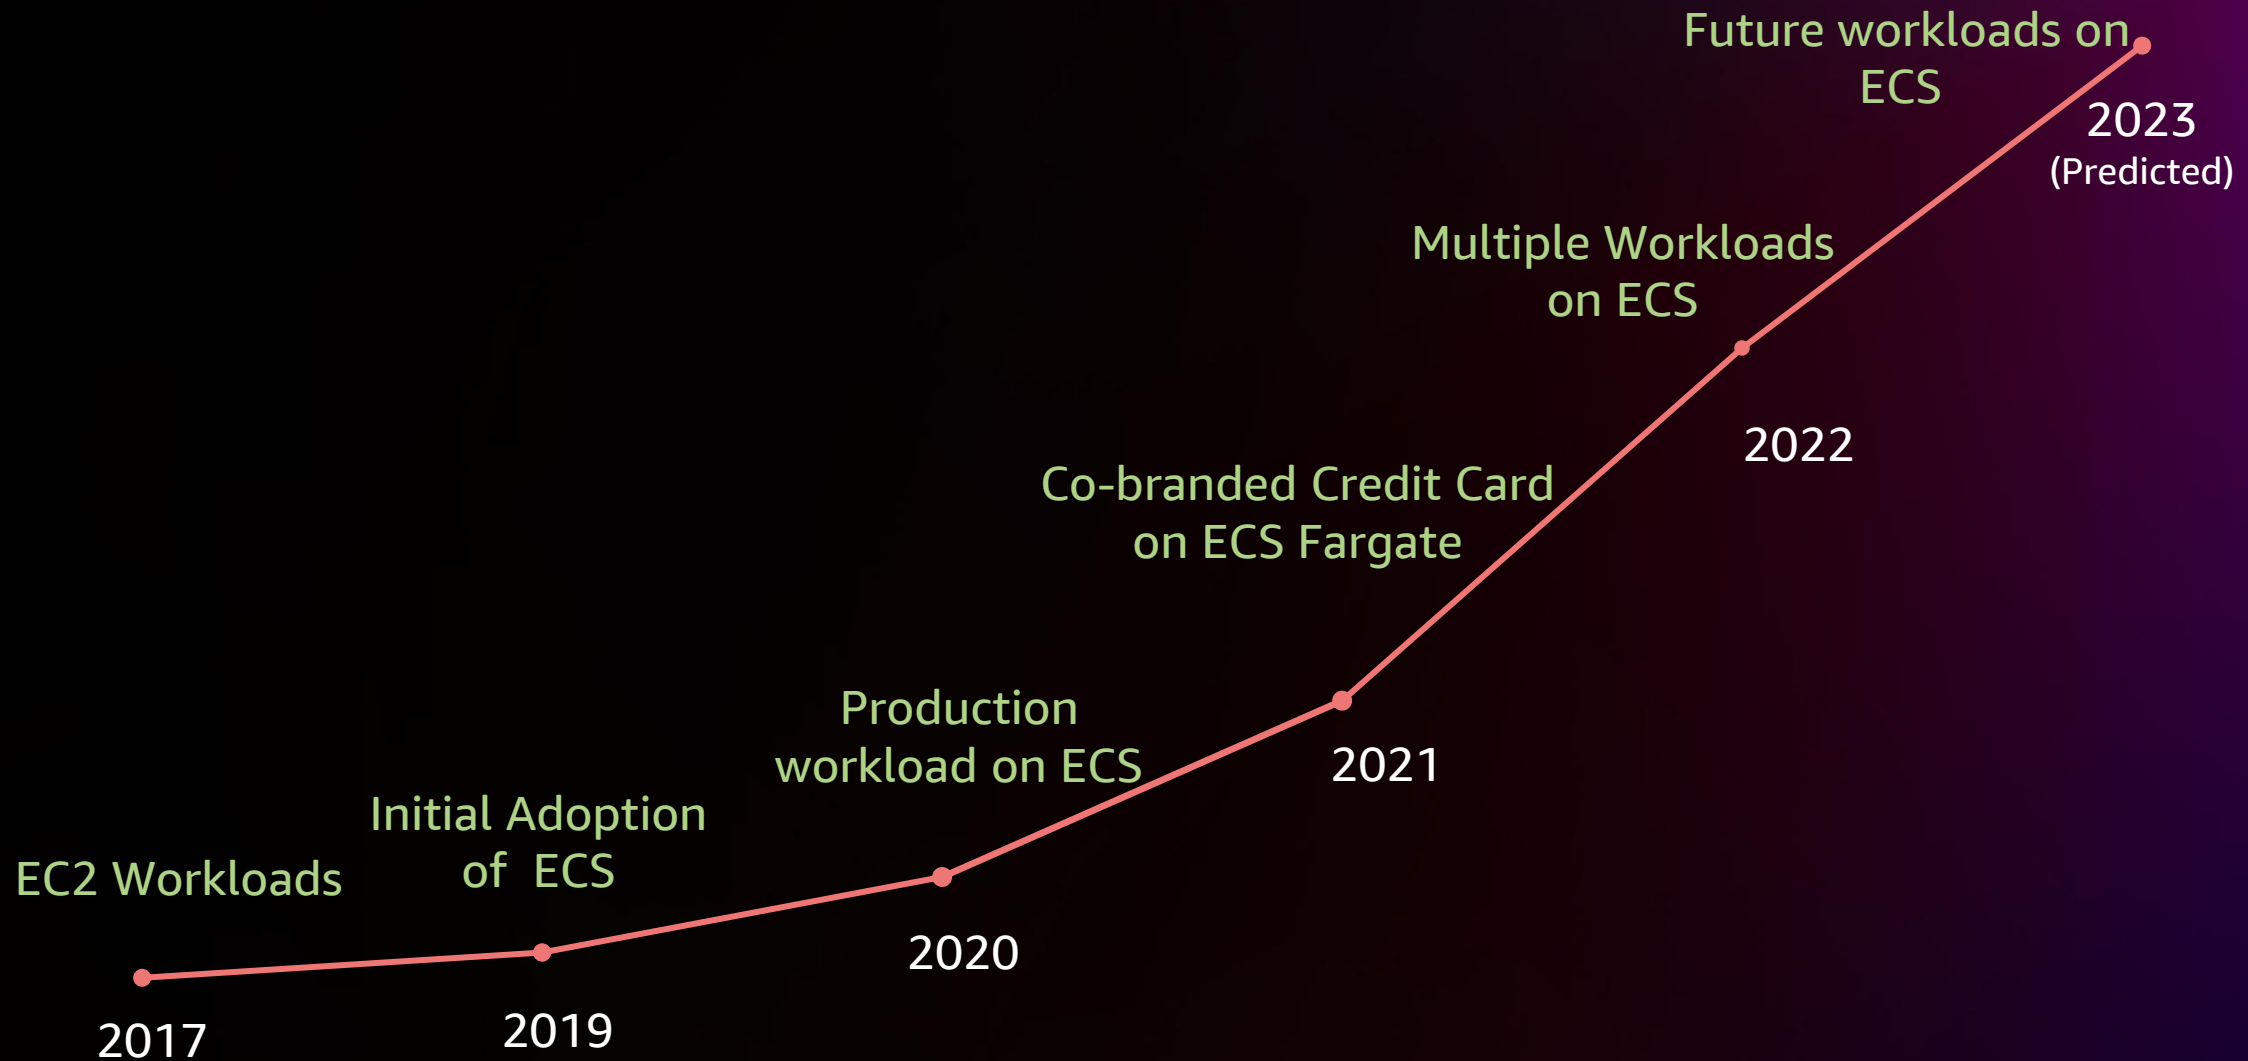 EC2 Workloads
2017
Initial Adoption
of  ECS
2019
Production
workload on ECS
2020
Co-branded Credit Card
on ECS Fargate
2021
Multiple Workloads
on ECS
2022
Future workloads on
ECS
2023
(Predicted)